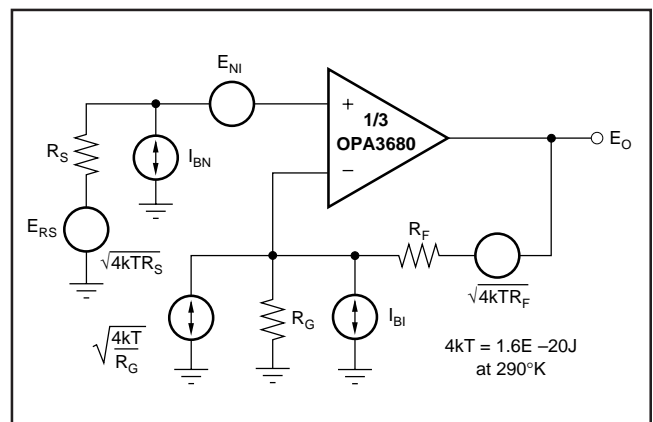 E_NI
1/3
OPA3680
+
−
E_O
R_S
I_BN
E_RS
√4kTR_S
R_F
√4kTR_F
√4kT/R_G
R_G
I_BI
4kT = 1.6E –20J
at 290°K